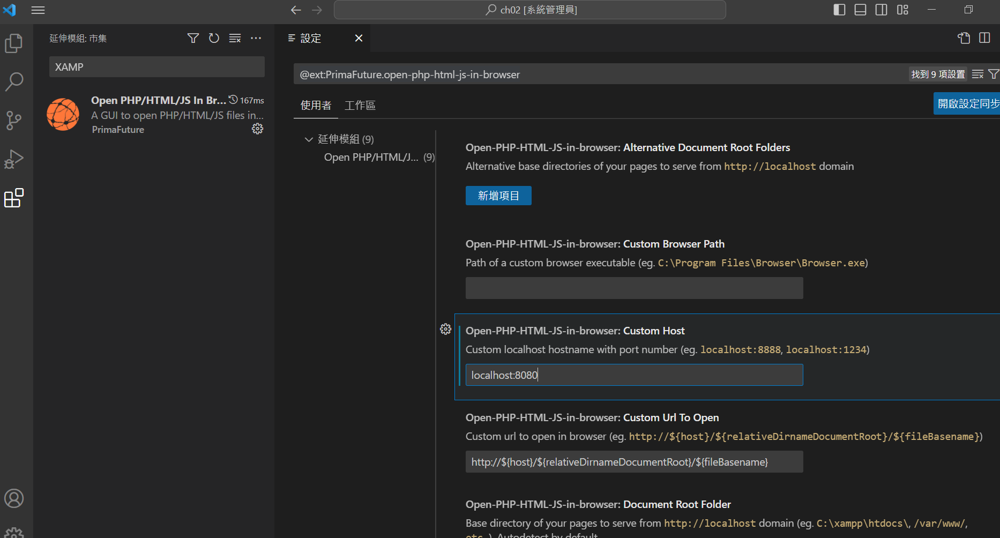 ch02 [系統管理員]
延伸模組: 市集
XAMP
Open PHP/HTML/JS In Br... 167ms
A GUI to open PHP/HTML/JS files in...
PrimaFuture
設定
@ext:PrimaFuture.open-php-html-js-in-browser
找到 9 項設置
使用者 工作區
開啟設定同步
延伸模組 (9)
Open PHP/HTML/J... (9)
Open-PHP-HTML-JS-in-browser: Alternative Document Root Folders
Alternative base directories of your pages to serve from http://localhost domain
新增項目
Open-PHP-HTML-JS-in-browser: Custom Browser Path
Path of a custom browser executable (eg. C:\Program Files\Browser\Browser.exe)
Open-PHP-HTML-JS-in-browser: Custom Host
Custom localhost hostname with port number (eg. localhost:8888, localhost:1234)
localhost:8080
Open-PHP-HTML-JS-in-browser: Custom Url To Open
Custom url to open in browser (eg. http://${host}/${relativeDirnameDocumentRoot}/${fileBasename})
http://${host}/${relativeDirnameDocumentRoot}/${fileBasename}
Open-PHP-HTML-JS-in-browser: Document Root Folder
Base directory of your pages to serve from http://localhost domain (eg. C:\xampp\htdocs\, /var/www/,
etc.). Autodetect by default